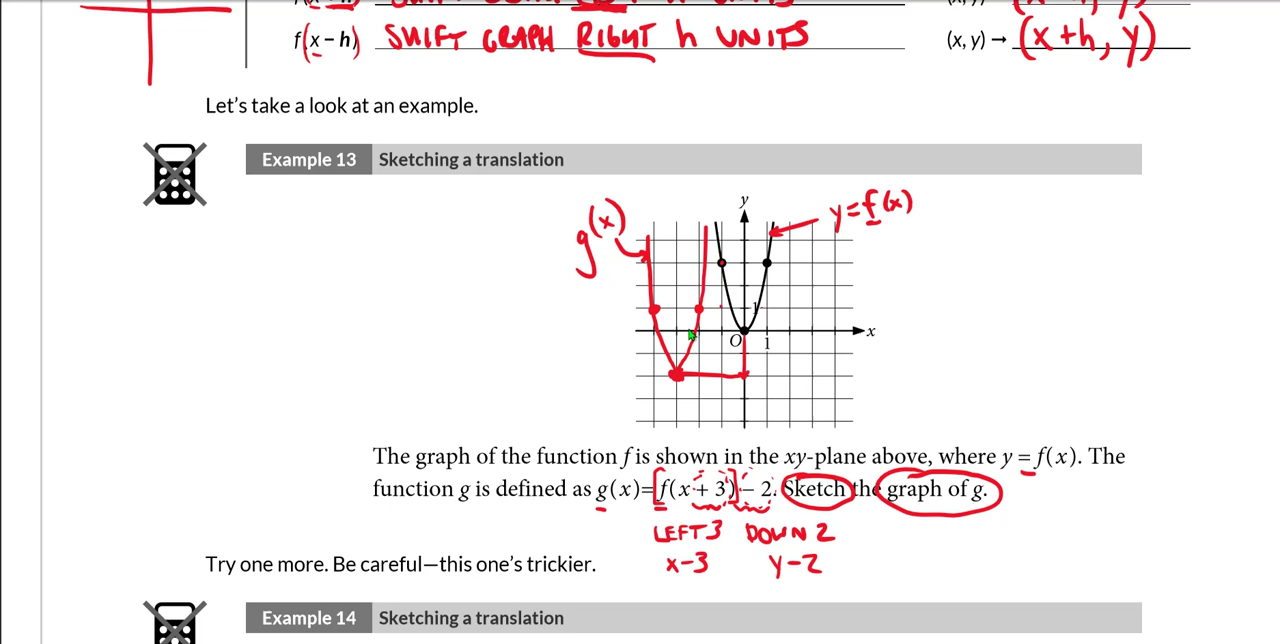 f(x – h) SHIFT GRAPH RIGHT h UNITS (x, y) → (x+h, y)
Let's take a look at an example.
Example 13 Sketching a translation
y
g(x)
y=f(x)
1
O 1 x
The graph of the function f is shown in the xy-plane above, where y = f(x). The
function g is defined as g(x)=[f(x + 3)] – 2. Sketch the graph of g.
LEFT 3 DOWN 2
x-3 y-2
Try one more. Be careful—this one's trickier.
Example 14 Sketching a translation